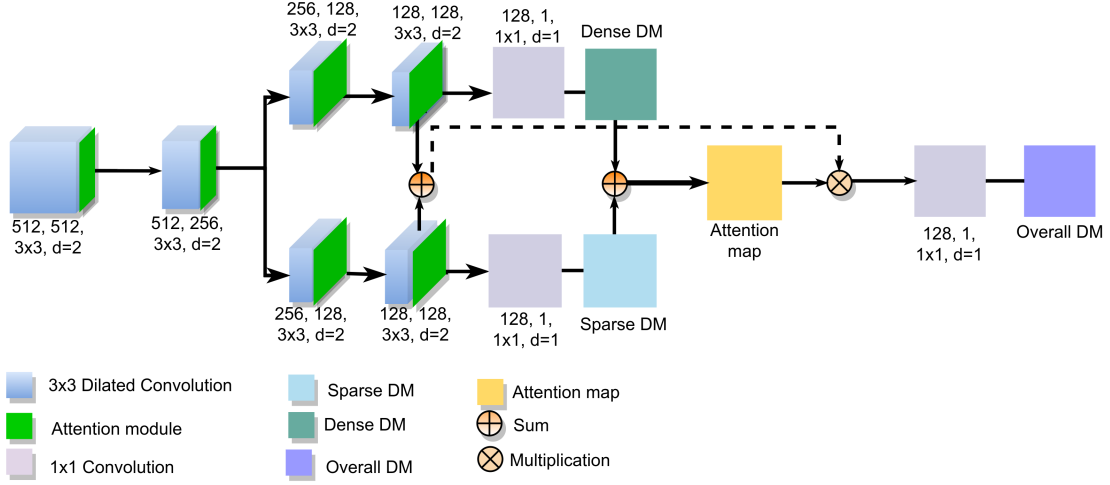 256, 128,
3x3, d=2
128, 128,
3x3, d=2
128, 1,
1x1, d=1
Dense DM
512, 512,
3x3, d=2
512, 256,
3x3, d=2
Attention
map
128, 1,
1x1, d=1
Overall DM
256, 128,
3x3, d=2
128, 128,
3x3, d=2
128, 1,
1x1, d=1
Sparse DM
3x3 Dilated Convolution
Attention module
1x1 Convolution
Sparse DM
Dense DM
Overall DM
Attention map
Sum
Multiplication